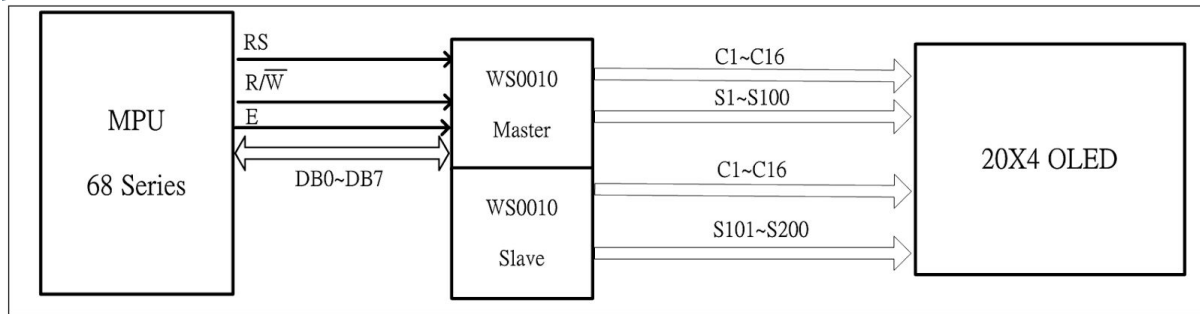 MPU
68 Series
RS
R/W̅
E
DB0~DB7
WS0010
Master
WS0010
Slave
C1~C16
S1~S100
C1~C16
S101~S200
20X4 OLED